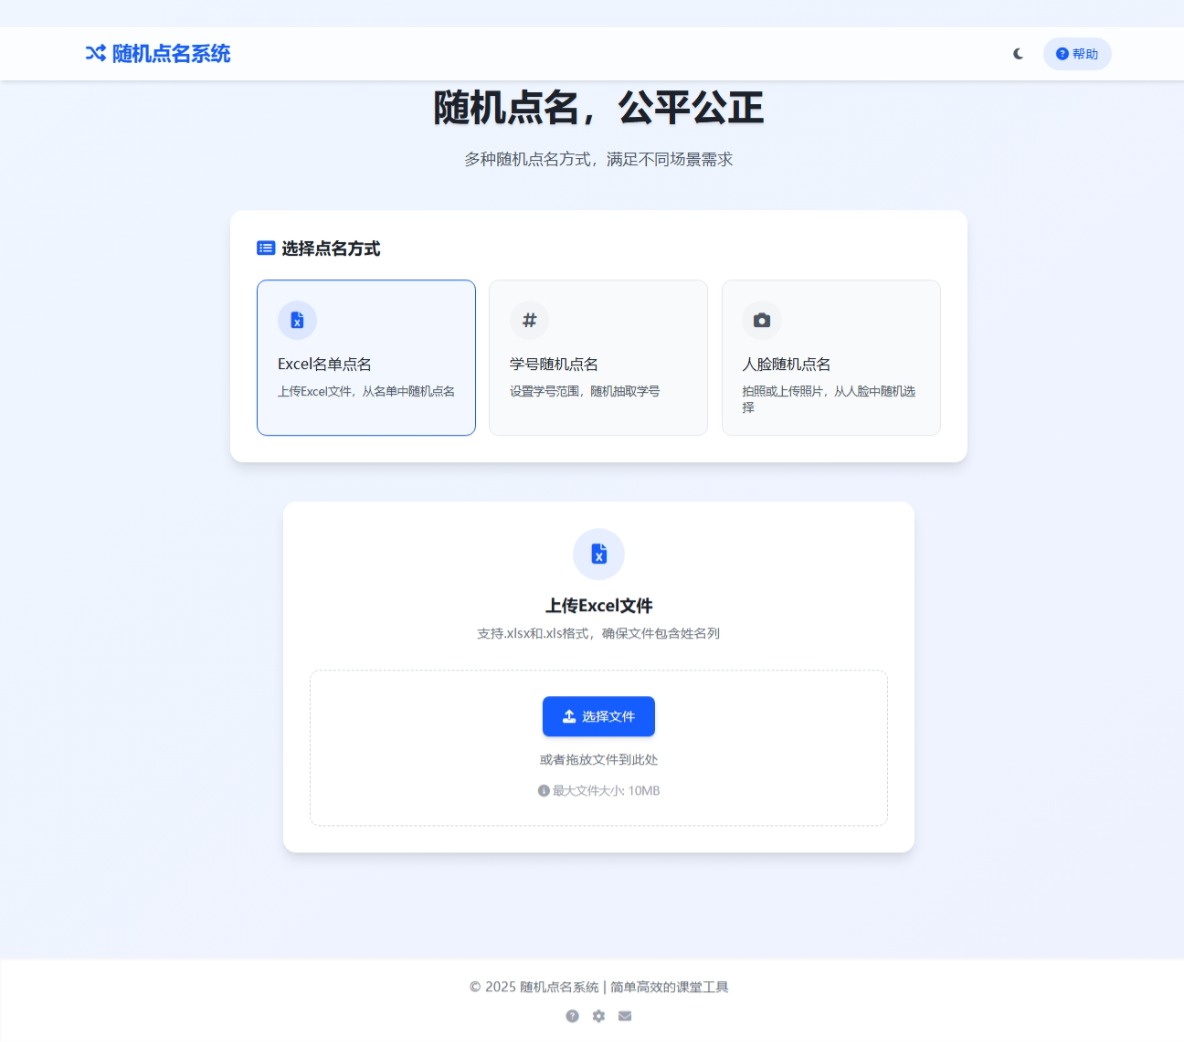 随机点名系统
帮助
随机点名，公平公正
多种随机点名方式，满足不同场景需求
选择点名方式
Excel名单点名
上传Excel文件，从名单中随机点名
学号随机点名
设置学号范围，随机抽取学号
人脸随机点名
拍照或上传照片，从人脸中随机选
择
上传Excel文件
支持.xlsx和.xls格式，确保文件包含姓名列
选择文件
或者拖放文件到此处
最大文件大小: 10MB
© 2025 随机点名系统 | 简单高效的课堂工具